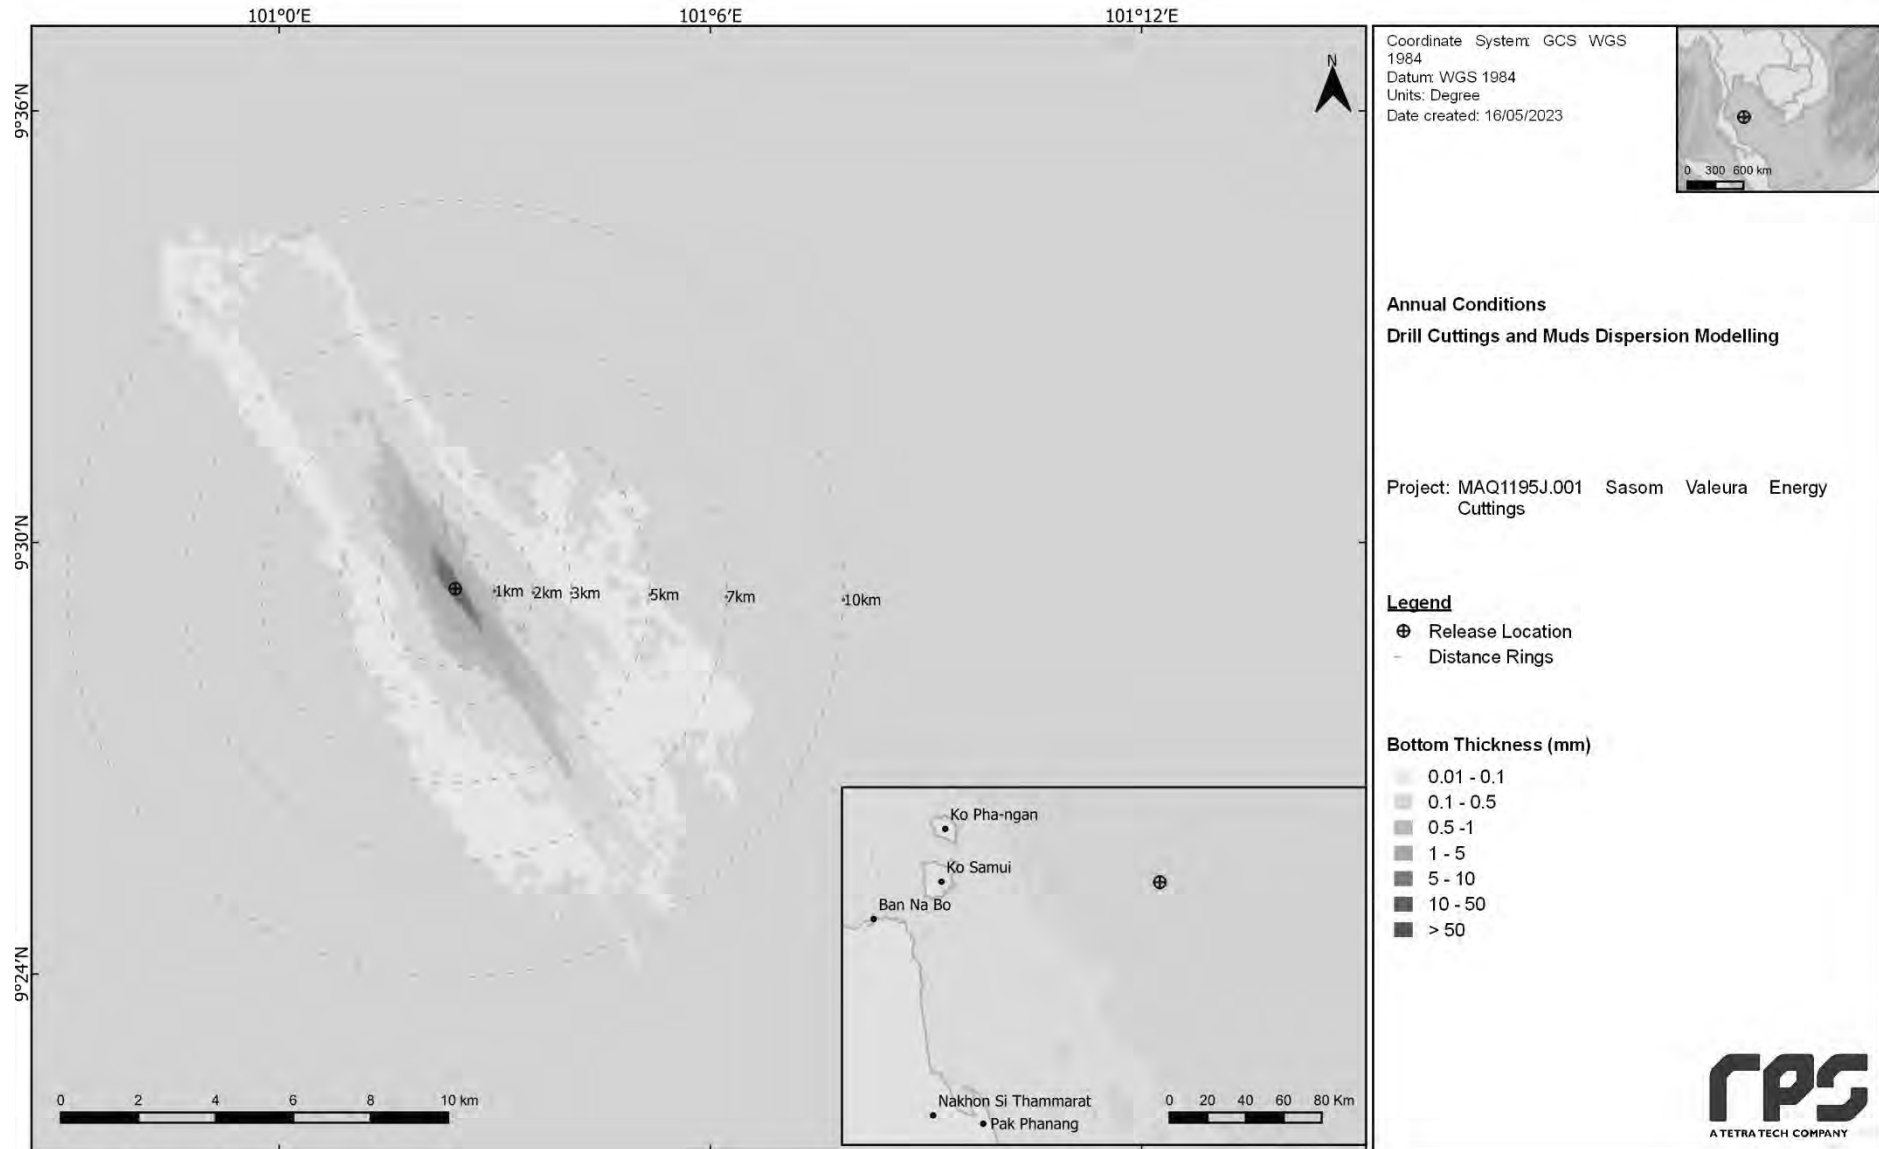 101°0'E
101°6'E
101°12'E
9°36'N
9°30'N
9°24'N
N
1km
2km
3km
5km
7km
10km
0 2 4 6 8 10 km
Ko Pha-ngan
Ko Samui
Ban Na Bo
Nakhon Si Thammarat
Pak Phanang
0 20 40 60 80 Km
Coordinate System: GCS WGS
1984
Datum: WGS 1984
Units: Degree
Date created: 16/05/2023
0 300 600 km
Annual Conditions
Drill Cuttings and Muds Dispersion Modelling
Project: MAQ1195J.001 Sasom Valeura Energy
Cuttings
Legend
Release Location
Distance Rings
Bottom Thickness (mm)
0.01 - 0.1
0.1 - 0.5
0.5 -1
1 - 5
5 - 10
10 - 50
> 50
rps
A TETRA TECH COMPANY